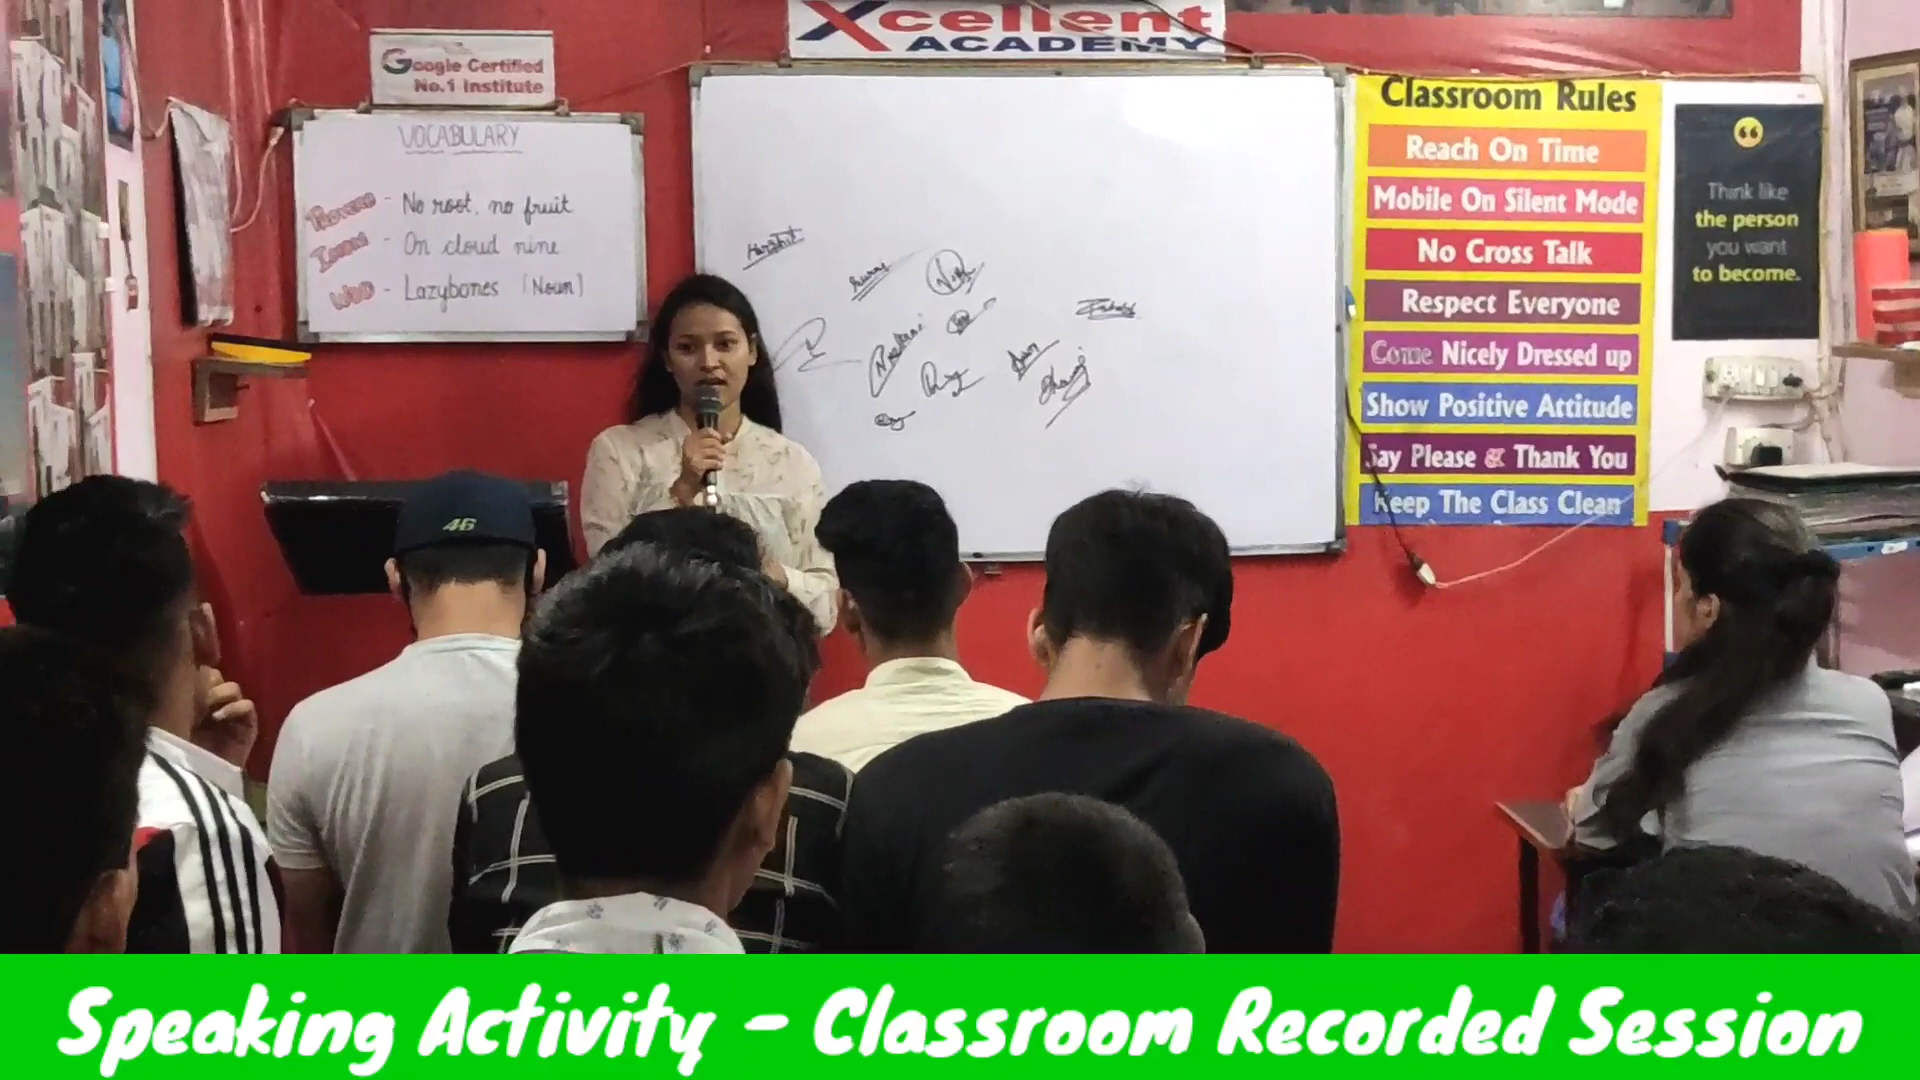 Xcellent
ACADEMY
Google Certified
No.1 Institute
VOCABULARY
PROVERB - No root, no fruit
IDIOM - On cloud nine
WOD - Lazybones (Noun)
Harshit
Classroom Rules
Reach On Time
Mobile On Silent Mode
No Cross Talk
Respect Everyone
Come Nicely Dressed up
Show Positive Attitude
Say Please & Thank You
Keep The Class Clean
Think like
the person
you want
to become.
46
Speaking Activity - Classroom Recorded Session